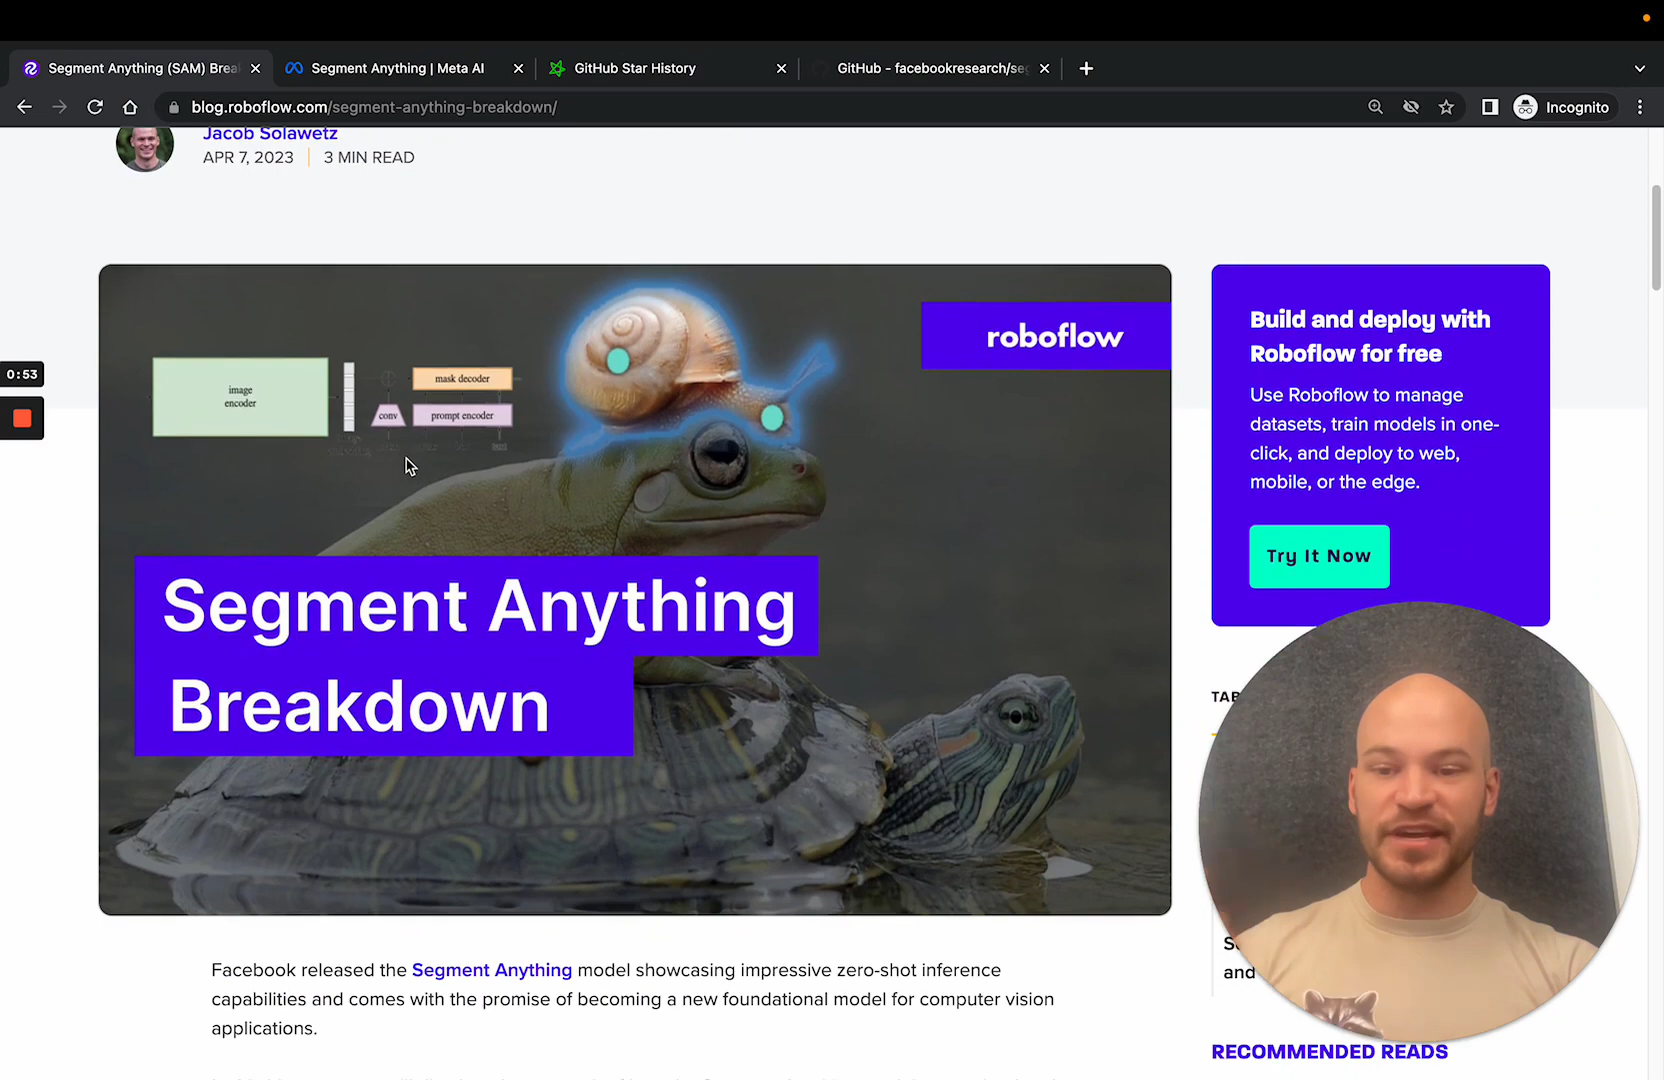 Segment Anything (SAM) Brea
Segment Anything | Meta AI
GitHub Star History
GitHub - facebookresearch/seg
blog.roboflow.com/segment-anything-breakdown/
Incognito
Jacob Solawetz
APR 7, 2023
3 MIN READ
0:53
image
encoder
mask decoder
conv
prompt encoder
roboflow
Segment Anything
Breakdown
Build and deploy with
Roboflow for free
Use Roboflow to manage
datasets, train models in one-
click, and deploy to web,
mobile, or the edge.
Try It Now
TAB
and
RECOMMENDED READS
Facebook released the Segment Anything model showcasing impressive zero-shot inference
capabilities and comes with the promise of becoming a new foundational model for computer vision
applications.